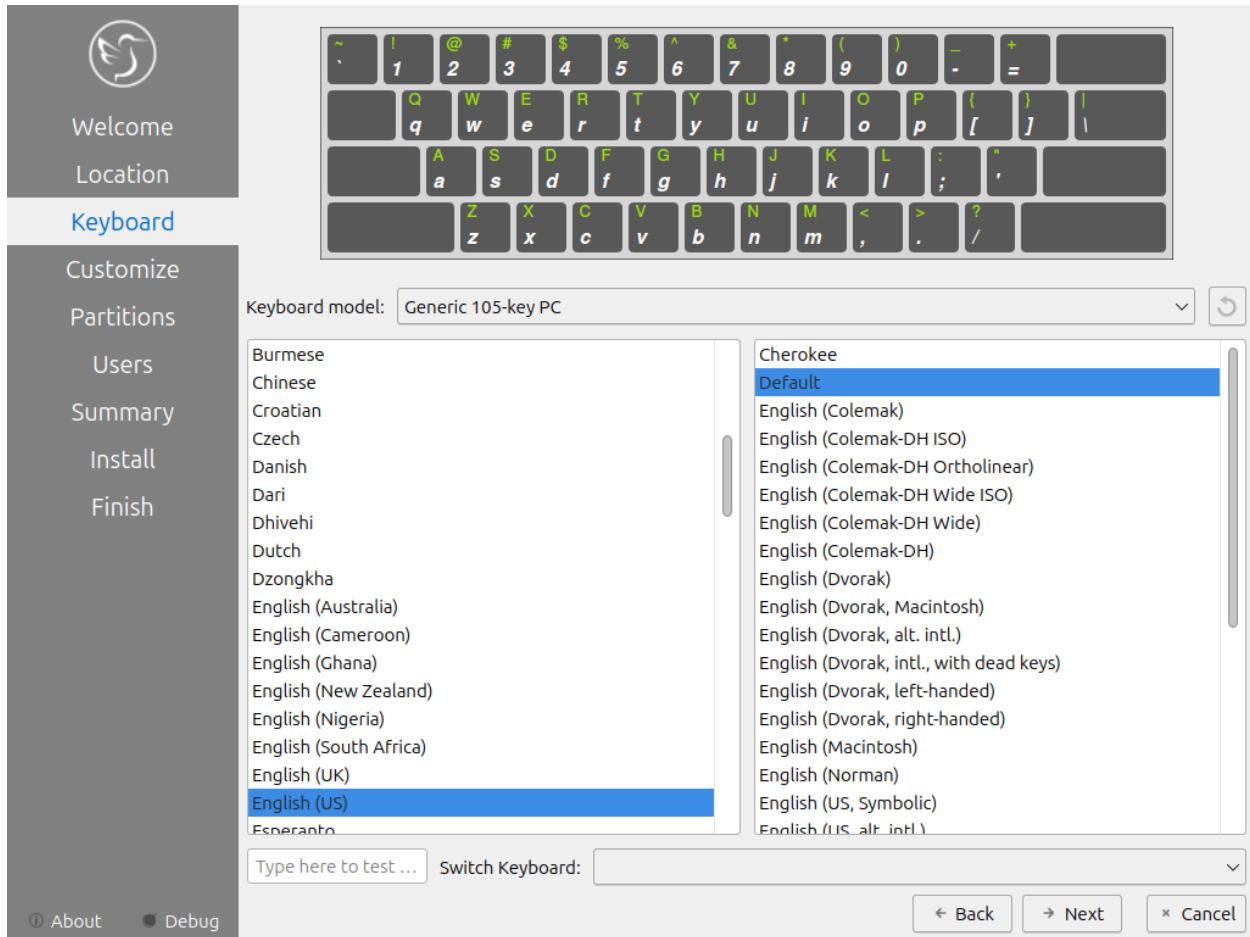 Welcome
Location
Keyboard
Customize
Partitions
Users
Summary
Install
Finish
About
Debug
~ ! @ # $ % ^ & * ( ) _ +
` 1 2 3 4 5 6 7 8 9 0 - =
Q W E R T Y U I O P { } |
q w e r t y u i o p [ ] \
A S D F G H J K L : "
a s d f g h j k l ; '
Z X C V B N M < > ?
z x c v b n m , . /
Keyboard model: Generic 105-key PC
Burmese
Chinese
Croatian
Czech
Danish
Dari
Dhivehi
Dutch
Dzongkha
English (Australia)
English (Cameroon)
English (Ghana)
English (New Zealand)
English (Nigeria)
English (South Africa)
English (UK)
English (US)
Esperanto
Cherokee
Default
English (Colemak)
English (Colemak-DH ISO)
English (Colemak-DH Ortholinear)
English (Colemak-DH Wide ISO)
English (Colemak-DH Wide)
English (Colemak-DH)
English (Dvorak)
English (Dvorak, Macintosh)
English (Dvorak, alt. intl.)
English (Dvorak, intl., with dead keys)
English (Dvorak, left-handed)
English (Dvorak, right-handed)
English (Macintosh)
English (Norman)
English (US, Symbolic)
English (US, alt. intl.)
Type here to test ... Switch Keyboard:
Back Next Cancel